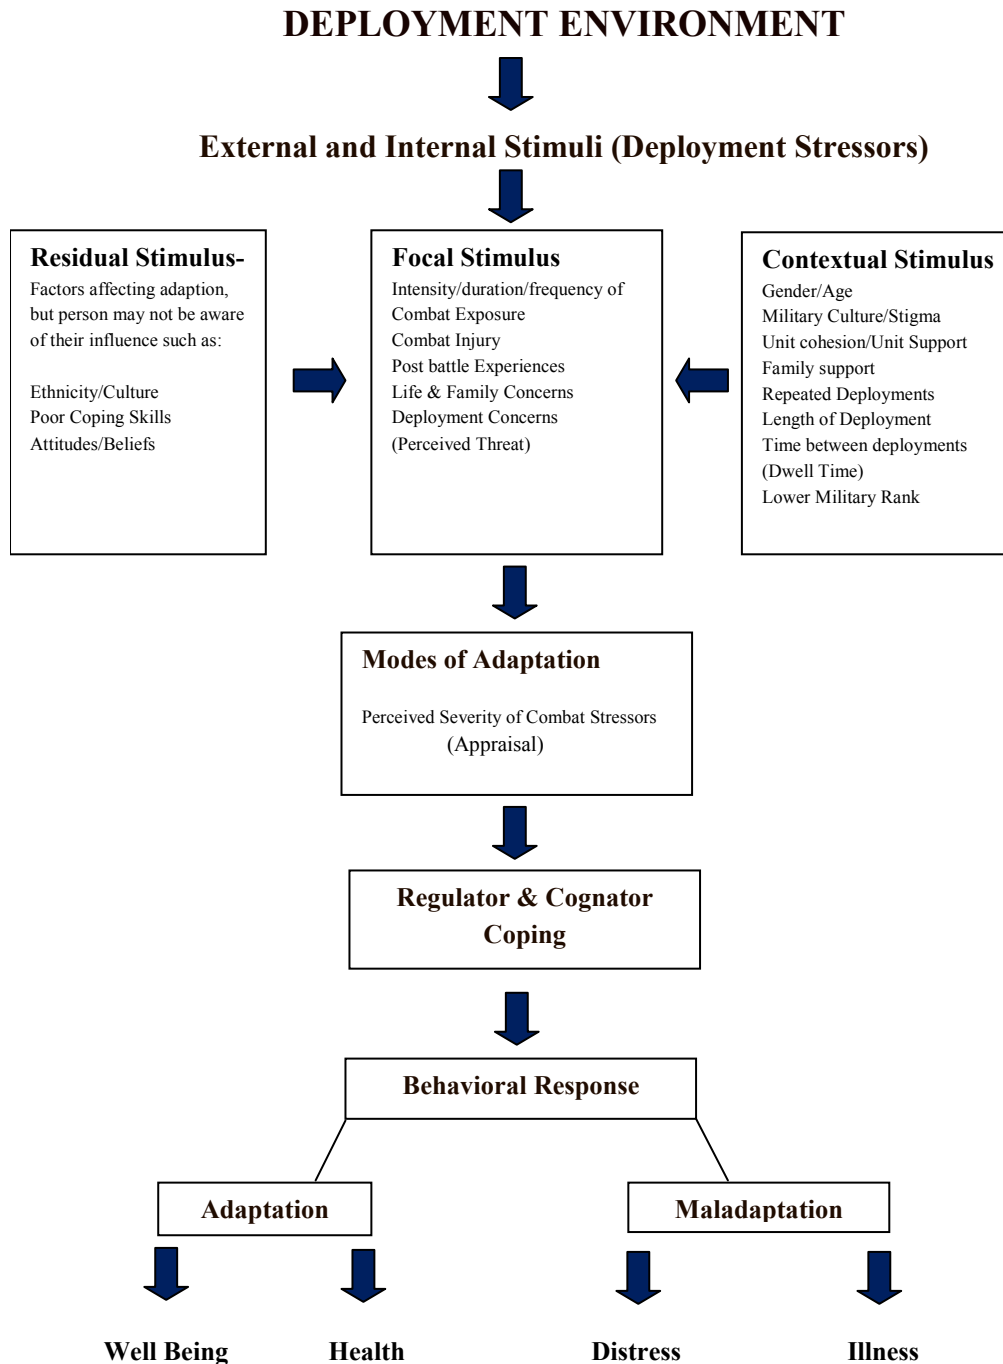 DEPLOYMENT ENVIRONMENT
External and Internal Stimuli (Deployment Stressors)
Residual Stimulus-
Factors affecting adaption,
but person may not be aware
of their influence such as:
Ethnicity/Culture
Poor Coping Skills
Attitudes/Beliefs
Focal Stimulus
Intensity/duration/frequency of
Combat Exposure
Combat Injury
Post battle Experiences
Life & Family Concerns
Deployment Concerns
(Perceived Threat)
Contextual Stimulus
Gender/Age
Military Culture/Stigma
Unit cohesion/Unit Support
Family support
Repeated Deployments
Length of Deployment
Time between deployments
(Dwell Time)
Lower Military Rank
Modes of Adaptation
Perceived Severity of Combat Stressors
(Appraisal)
Regulator & Cognator
Coping
Behavioral Response
Adaptation
Maladaptation
Well Being
Health
Distress
Illness